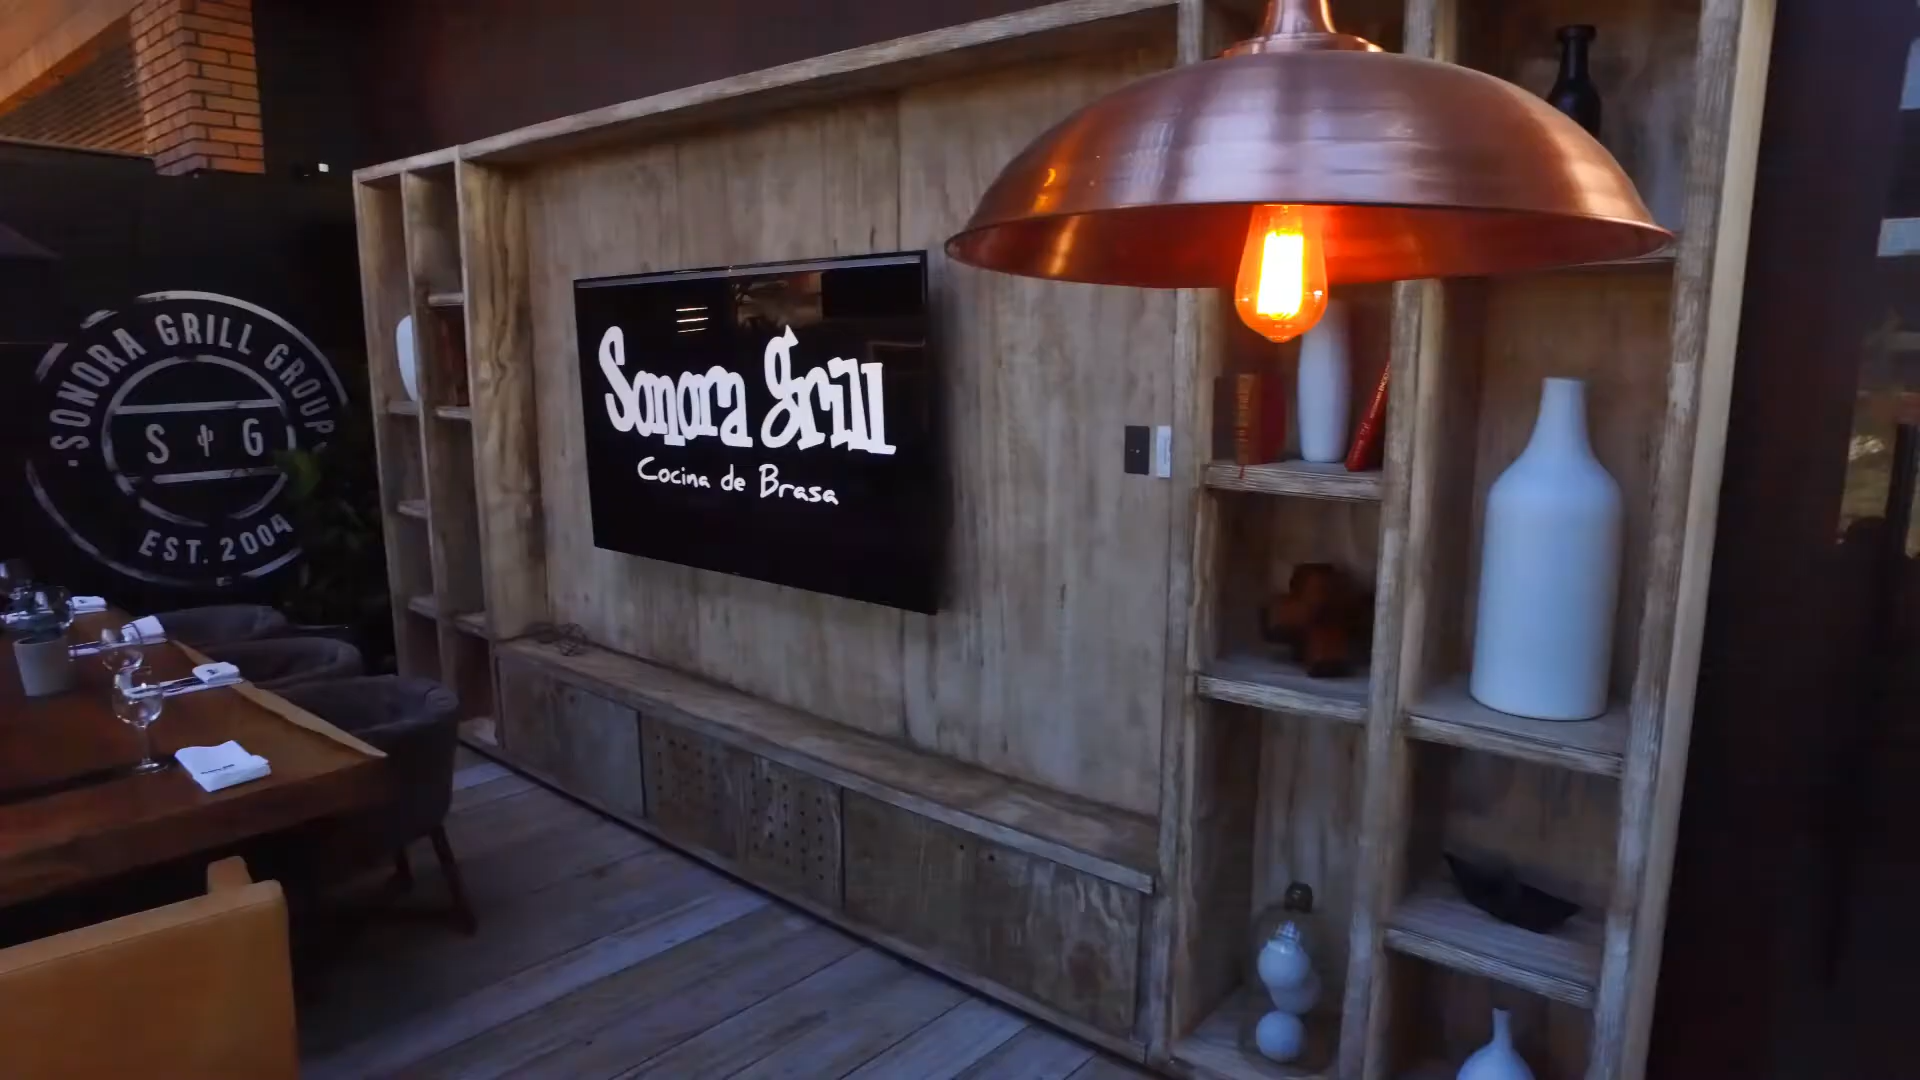 SONORA GRILL GROUP
S G
EST. 2004
Sonora Grill
Cocina de Brasa